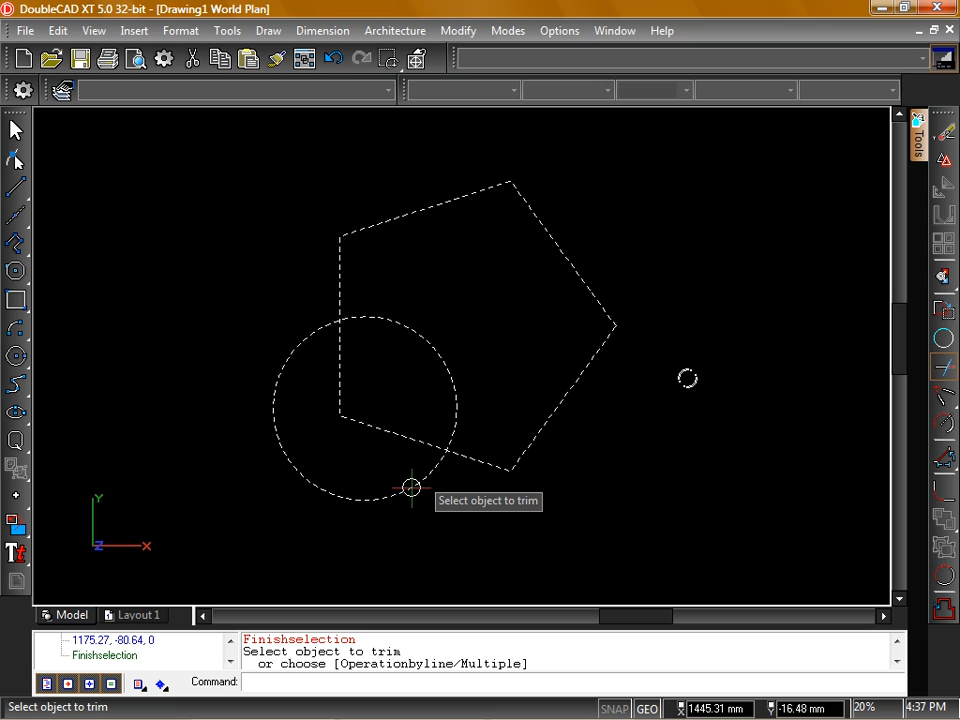 DoubleCAD XT 5.0 32-bit - [Drawing1 World Plan]
File Edit View Insert Format Tools Draw Dimension Architecture Modify Modes Options Window Help
Tools
Select object to trim
Y
Z X
Model Layout 1
1175.27, -80.64, 0
Finishselection
Finishselection
Select object to trim
or choose [Operationbyline/Multiple]
Command:
Select object to trim
SNAP GEO X 1445.31 mm Y -16.48 mm 20% 4:37 PM